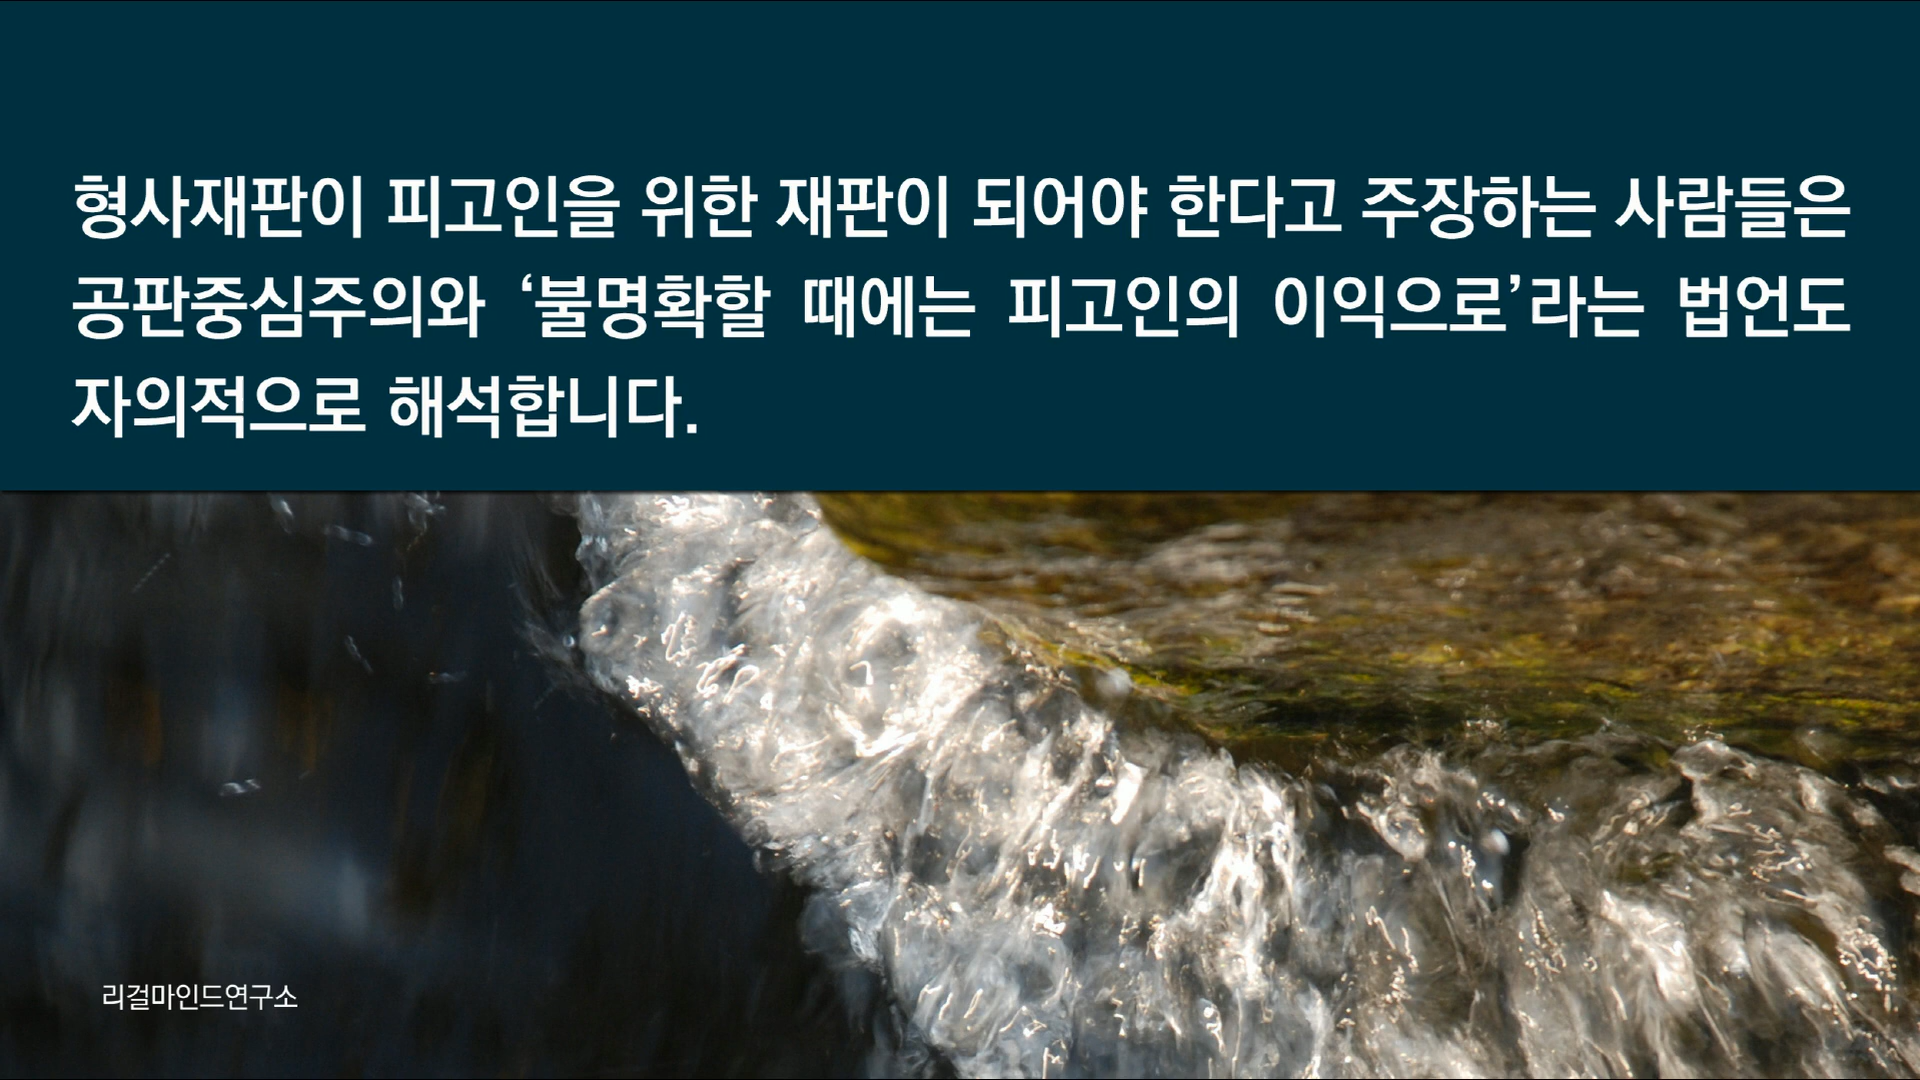 형사재판이 피고인을 위한 재판이 되어야 한다고 주장하는 사람들은
공판중심주의와 ‘불명확할 때에는 피고인의 이익으로’라는 법언도
자의적으로 해석합니다.
리걸마인드연구소